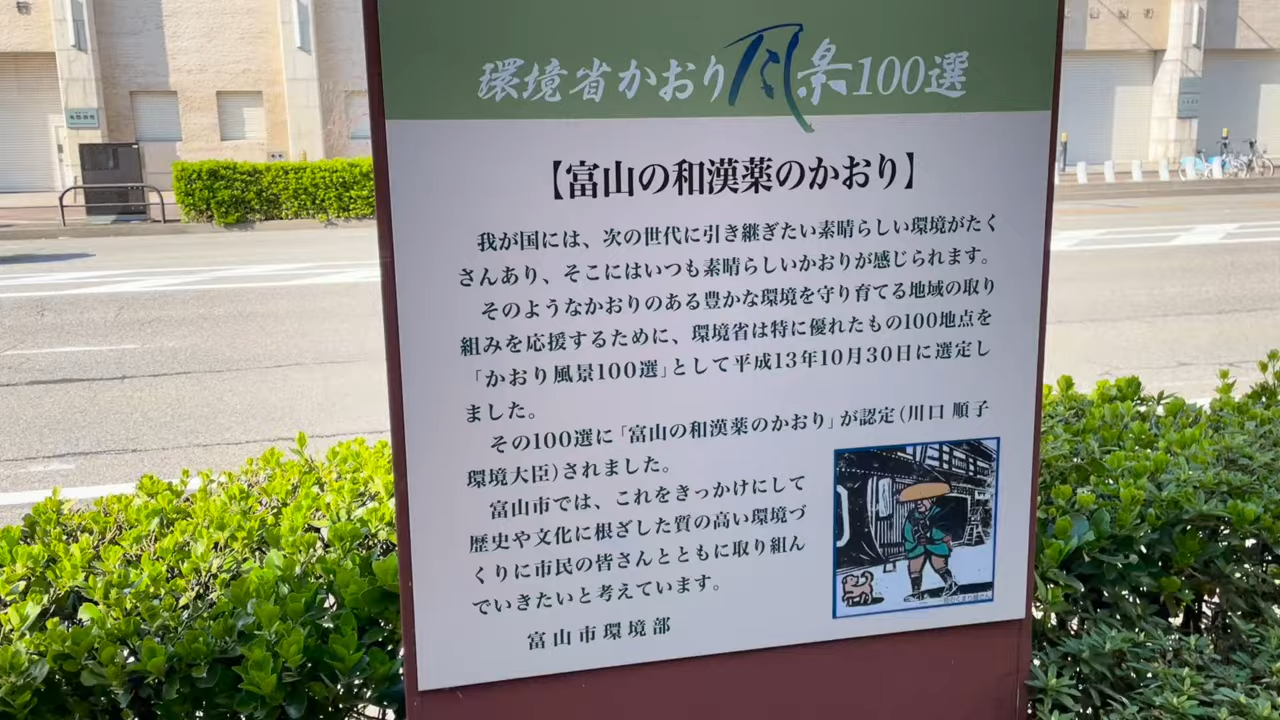 環境省かおり風景100選
【富山の和漢薬のかおり】
我が国には、次の世代に引き継ぎたい素晴らしい環境がたく
さんあり、そこにはいつも素晴らしいかおりが感じられます。
そのようなかおりのある豊かな環境を守り育てる地域の取り
組みを応援するために、環境省は特に優れたもの100地点を
「かおり風景100選」として平成13年10月30日に選定し
ました。
その100選に「富山の和漢薬のかおり」が認定(川口 順子
環境大臣)されました。
富山市では、これをきっかけにして
歴史や文化に根ざした質の高い環境づ
くりに市民の皆さんとともに取り組ん
でいきたいと考えています。
富山市環境部